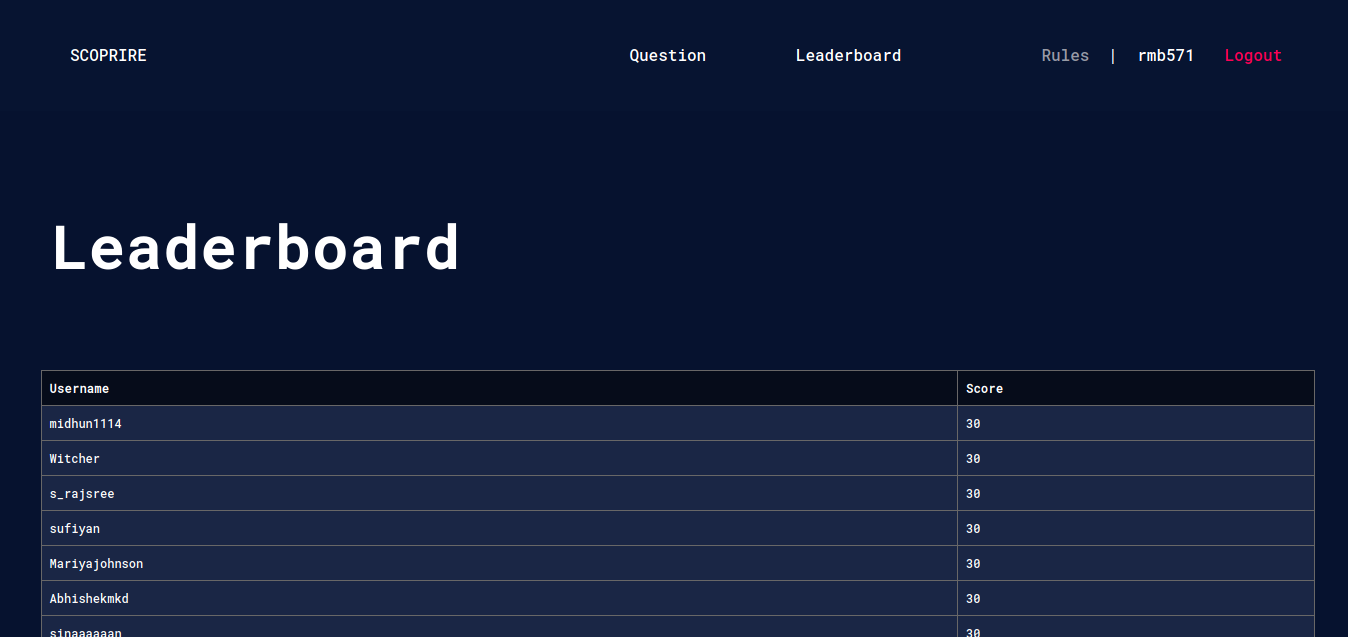 SCOPRIRE Question Leaderboard Rules | rmb571 Logout
Leaderboard
Username Score
midhun1114 30
Witcher 30
s_rajsree 30
sufiyan 30
Mariyajohnson 30
Abhishekmkd 30
sinaaaaaan 30